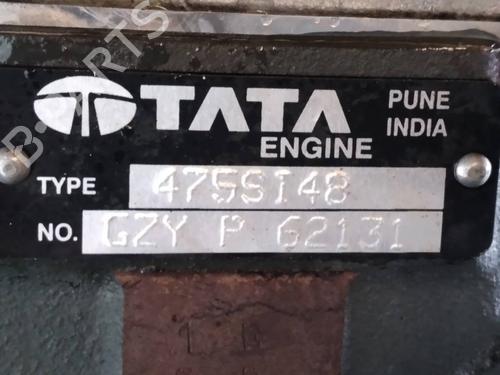 TATA
PUNE
INDIA
ENGINE
TYPE 475SI48
NO. GZY P 62131